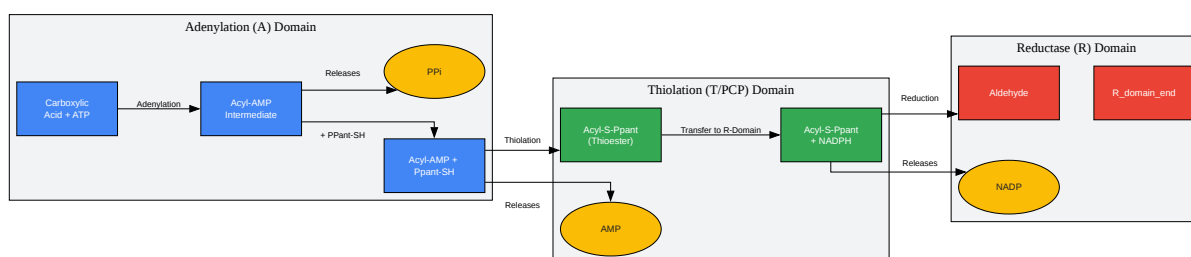 Adenylation (A) Domain
Carboxylic
Acid + ATP
Adenylation
Acyl-AMP
Intermediate
Releases
PPi
+ PPant-SH
Acyl-AMP +
Ppant-SH
Thiolation
Releases
Thiolation (T/PCP) Domain
Acyl-S-Ppant
(Thioester)
Transfer to R-Domain
Acyl-S-Ppant
+ NADPH
AMP
Reduction
Releases
Reductase (R) Domain
Aldehyde
R_domain_end
NADP